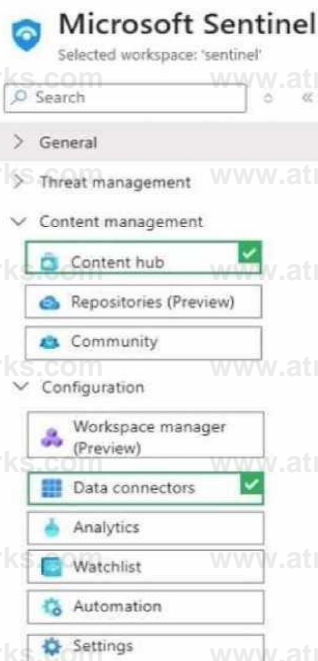 Microsoft Sentinel
Selected workspace: 'sentinel'
Search
General
Threat management
Content management
Content hub
Repositories (Preview)
Community
Configuration
Workspace manager
(Preview)
Data connectors
Analytics
Watchlist
Automation
Settings